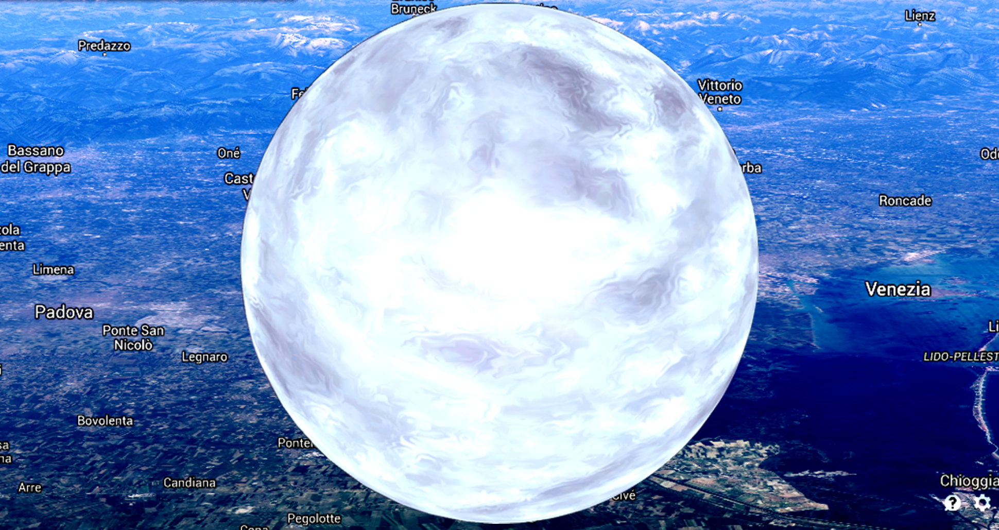 Bruneck
Lienz
Predazzo
Vittorio
Veneto
Bassano
del Grappa
Oné
Roncade
Limena
Venezia
Padova
Ponte San
Nicolò
Legnaro
LIDO-PELLEST
Bovolenta
Arre
Candiana
Chioggia
Civé
Pegolotte